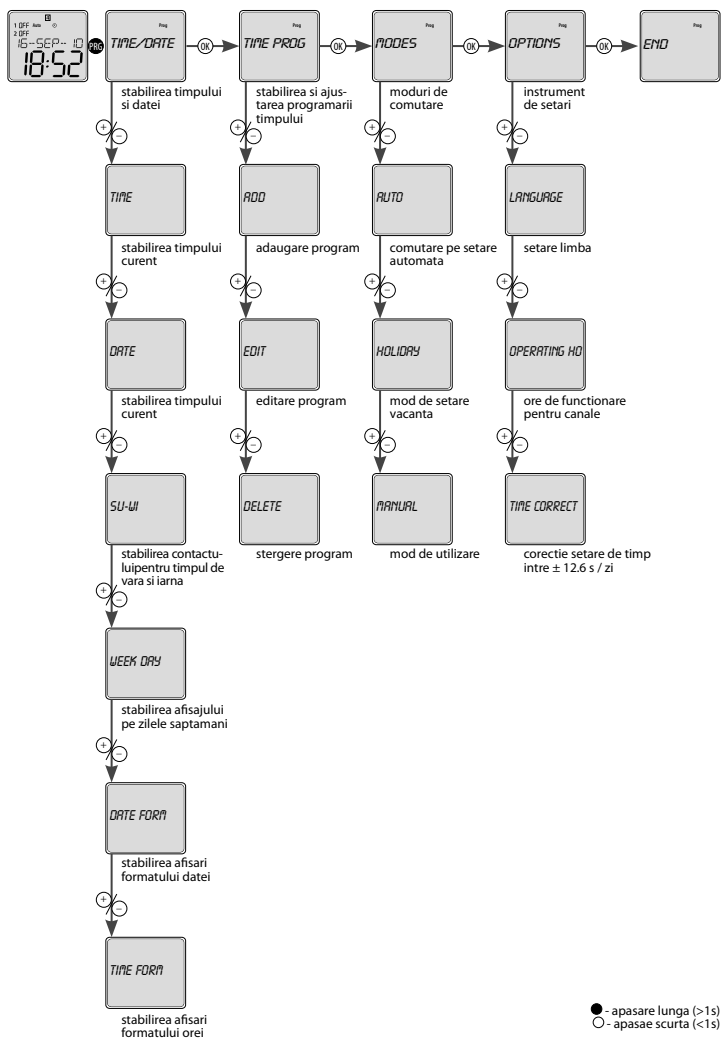 1 OFF Auto
2 OFF
16-SEP-10
18:52
PRG
Prog
TIME/DATE
OK
Prog
TIME PROG
OK
Prog
MODES
OK
Prog
OPTIONS
OK
Prog
END
stabilirea timpului
si datei
stabilirea si ajus-
tarea programarii
timpului
moduri de
comutare
instrument
de setari
+ −
+ −
+ −
+ −
TIME
ADD
AUTO
LANGUAGE
stabilirea timpului
curent
adaugare program
comutare pe setare
automata
setare limba
+ −
+ −
+ −
+ −
DATE
EDIT
HOLIDAY
OPERATING HO
stabilirea timpului
curent
editare program
mod de setare
vacanta
ore de functionare
pentru canale
+ −
+ −
+ −
+ −
SU-WI
DELETE
MANUAL
TIME CORRECT
stabilirea contactu-
luipentru timpul de
vara si iarna
stergere program
mod de utilizare
corectie setare de timp
intre ± 12.6 s / zi
+ −
WEEK DAY
stabilirea afisajului
pe zilele saptamani
+ −
DATE FORM
stabilirea afisari
formatului datei
+ −
TIME FORM
stabilirea afisari
formatului orei
- apasare lunga (>1s)
- apasae scurta (<1s)